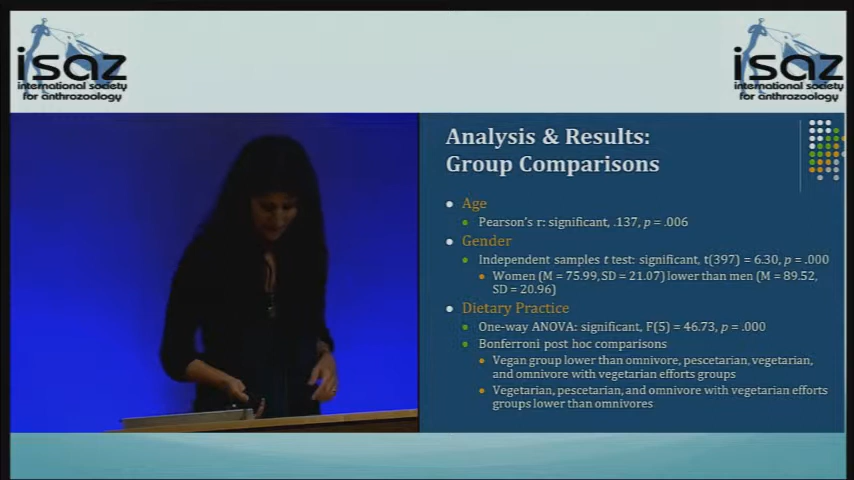 isaz
international society
for anthrozoology
isaz
international society
for anthrozoology
Analysis & Results:
Group Comparisons
Age
Pearson's r: significant, .137, p = .006
Gender
Independent samples t test: significant, t(397) = 6.30, p = .000
Women (M = 75.99, SD = 21.07) lower than men (M = 89.52,
SD = 20.96)
Dietary Practice
One-way ANOVA: significant, F(5) = 46.73, p = .000
Bonferroni post hoc comparisons
Vegan group lower than omnivore, pescetarian, vegetarian,
and omnivore with vegetarian efforts groups
Vegetarian, pescetarian, and omnivore with vegetarian efforts
groups lower than omnivores